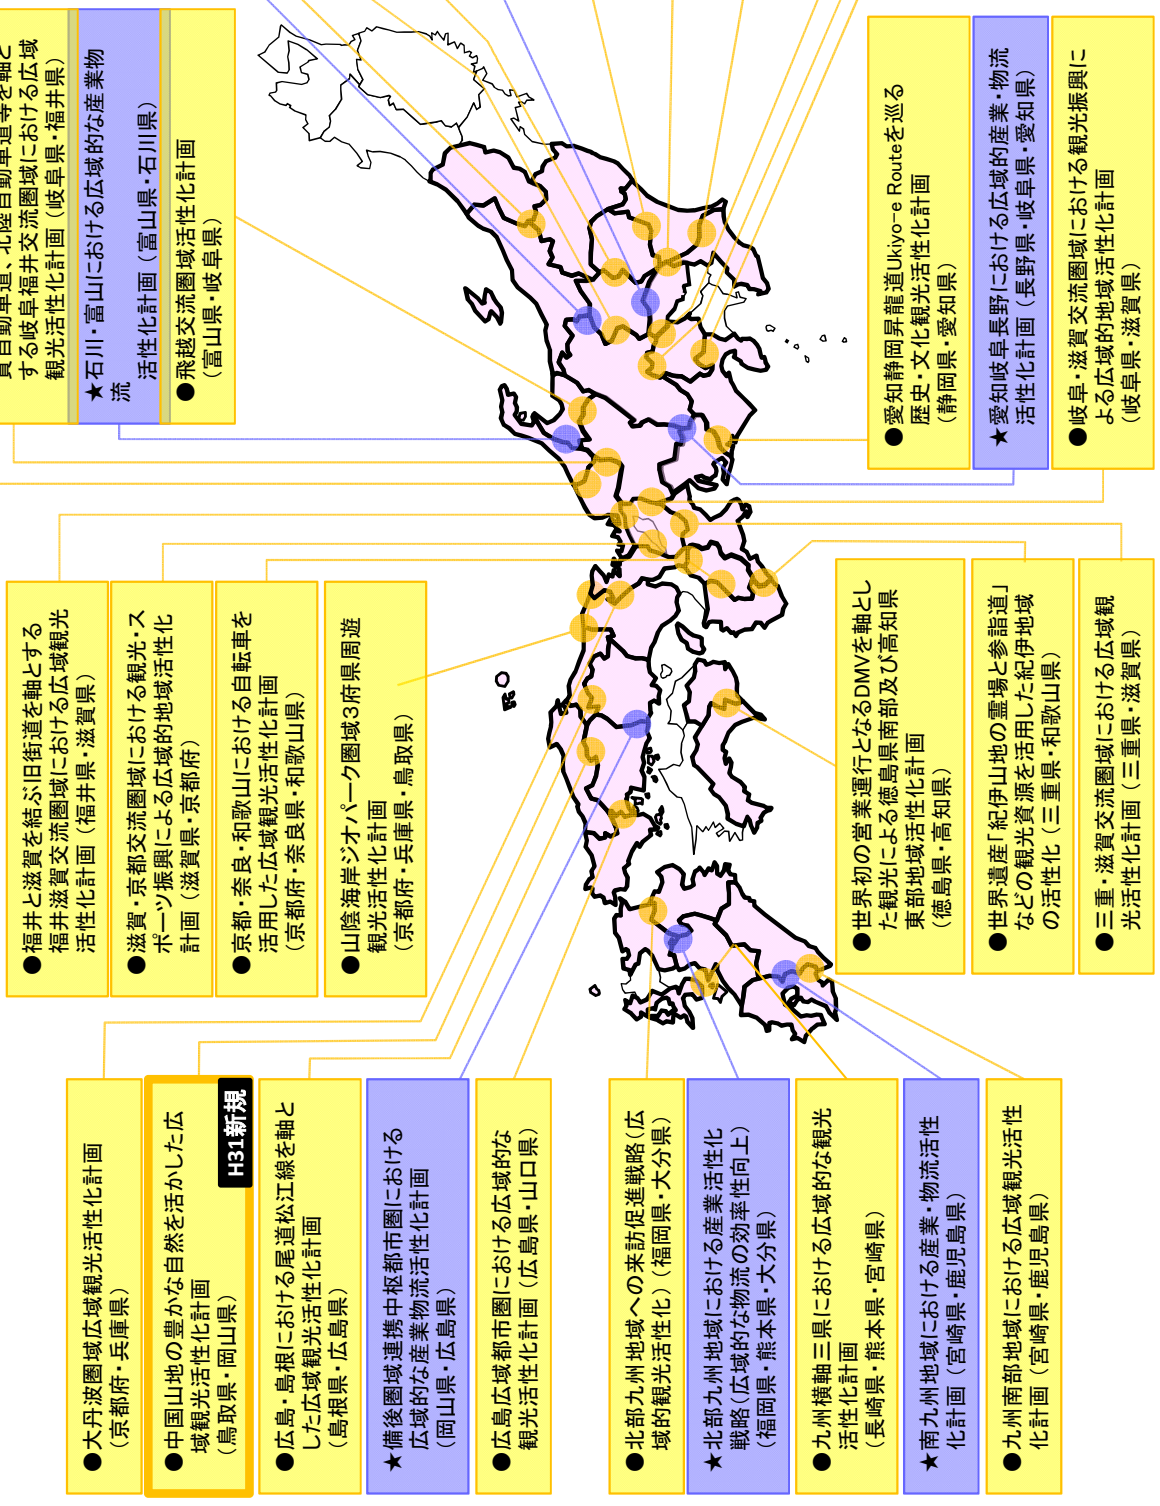 貝自動車道、北陸自動車道等を軸と
する岐阜福井交流圏域における広域
観光活性化計画（岐阜県・福井県）
★石川・富山における広域的な産業物
流
活性化計画（富山県・石川県）
●飛越交流圏域活性化計画
（富山県・岐阜県）
●愛知静岡昇龍道Ukiyo-e Routeを巡る
歴史・文化観光活性化計画
（静岡県・愛知県）
★愛知岐阜長野における広域的産業・物流
活性化計画（長野県・岐阜県・愛知県）
●岐阜・滋賀交流圏域における観光振興に
よる広域的地域活性化計画
（岐阜県・滋賀県）
●福井と滋賀を結ぶ旧街道を軸とする
福井滋賀交流圏域における広域観光
活性化計画（福井県・滋賀県）
●滋賀・京都交流圏域における観光・ス
ポーツ振興による広域的地域活性化
計画（滋賀県・京都府）
●京都・奈良・和歌山における自転車を
活用した広域観光活性化計画
（京都府・奈良県・和歌山県）
●山陰海岸ジオパーク圏域3府県周遊
観光活性化計画
（京都府・兵庫県・鳥取県）
●世界初の営業運行となるDMVを軸とし
た観光による徳島県南部及び高知県
東部地域活性化計画
（徳島県・高知県）
●世界遺産「紀伊山地の霊場と参詣道」
などの観光資源を活用した紀伊地域
の活性化（三重県・和歌山県）
●三重・滋賀交流圏域における広域観
光活性化計画（三重県・滋賀県）
●大丹波圏域広域観光活性化計画
（京都府・兵庫県）
●中国山地の豊かな自然を活かした広
域観光活性化計画
（鳥取県・岡山県）
H31新規
●広島・島根における尾道松江線を軸と
した広域観光活性化計画
（島根県・広島県）
★備後圏域連携中枢都市圏における
広域的な産業物流活性化計画
（岡山県・広島県）
●広島広域都市圏における広域的な
観光活性化計画（広島県・山口県）
●北部九州地域への来訪促進戦略（広
域的観光活性化）（福岡県・大分県）
★北部九州地域における産業活性化
戦略（広域的な物流の効率性向上）
（福岡県・熊本県・大分県）
●九州横軸三県における広域的な観光
活性化計画
（長崎県・熊本県・宮崎県）
★南九州地域における産業・物流活性
化計画（宮崎県・鹿児島県）
●九州南部地域における広域観光活性
化計画（宮崎県・鹿児島県）